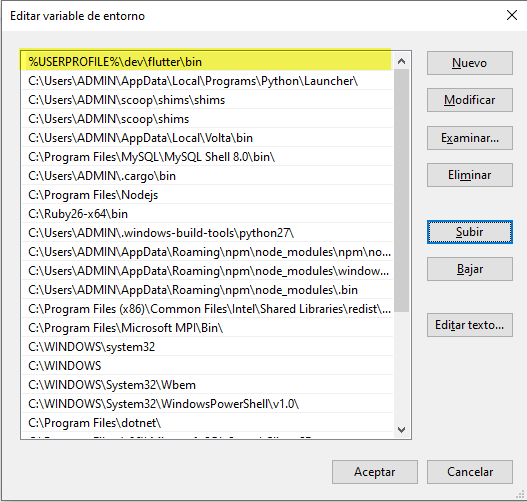 Editar variable de entorno
%USERPROFILE%\dev\flutter\bin
C:\Users\ADMIN\AppData\Local\Programs\Python\Launcher\
C:\Users\ADMIN\scoop\shims\shims
C:\Users\ADMIN\scoop\shims
C:\Users\ADMIN\AppData\Local\Volta\bin
C:\Program Files\MySQL\MySQL Shell 8.0\bin\
C:\Users\ADMIN\.cargo\bin
C:\Program Files\Nodejs
C:\Ruby26-x64\bin
C:\Users\ADMIN\.windows-build-tools\python27\
C:\Users\ADMIN\AppData\Roaming\npm\node_modules\npm\no...
C:\Users\ADMIN\AppData\Roaming\npm\node_modules\window...
C:\Users\ADMIN\AppData\Roaming\npm\node_modules\.bin
C:\Program Files (x86)\Common Files\Intel\Shared Libraries\redist\...
C:\Program Files\Microsoft MPI\Bin\
C:\WINDOWS\system32
C:\WINDOWS
C:\WINDOWS\System32\Wbem
C:\WINDOWS\System32\WindowsPowerShell\v1.0\
C:\Program Files\dotnet\
Nuevo
Modificar
Examinar...
Eliminar
Subir
Bajar
Editar texto...
Aceptar
Cancelar